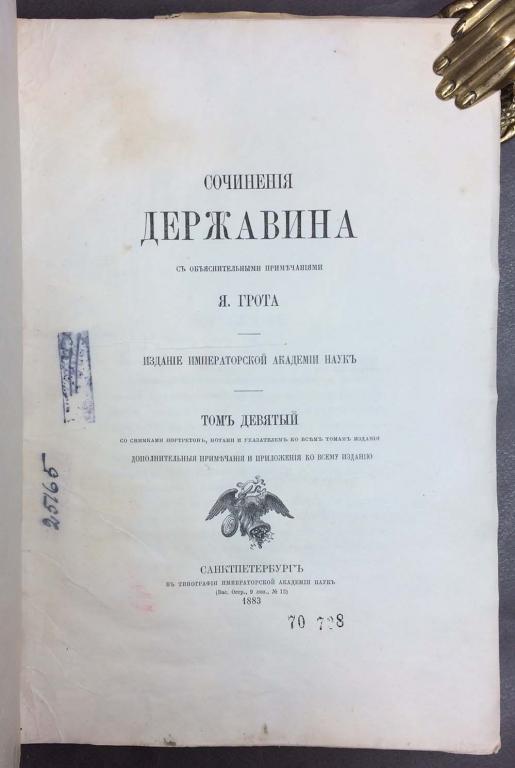 СОЧИНЕНІЯ
ДЕРЖАВИНА
СЪ ОБЪЯСНИТЕЛЬНЫМИ ПРИМѢЧАНІЯМИ
Я. ГРОТА
ИЗДАНІЕ ИМПЕРАТОРСКОЙ АКАДЕМІИ НАУКЪ
ТОМЪ ДЕВЯТЫЙ
СО СНИМКАМИ ПОРТРЕТОВЪ, НОТАМИ И УКАЗАТЕЛЕМЪ КО ВСѢМЪ ТОМАМЪ ИЗДАНІЯ
ДОПОЛНИТЕЛЬНЫЯ ПРИМѢЧАНІЯ И ПРИЛОЖЕНІЯ КО ВСЕМУ ИЗДАНІЮ
САНКТПЕТЕРБУРГЪ
ВЪ ТИПОГРАФІИ ИМПЕРАТОРСКОЙ АКАДЕМІИ НАУКЪ
(Вас. Остр., 9 лин., № 12)
1883
70 728
25165